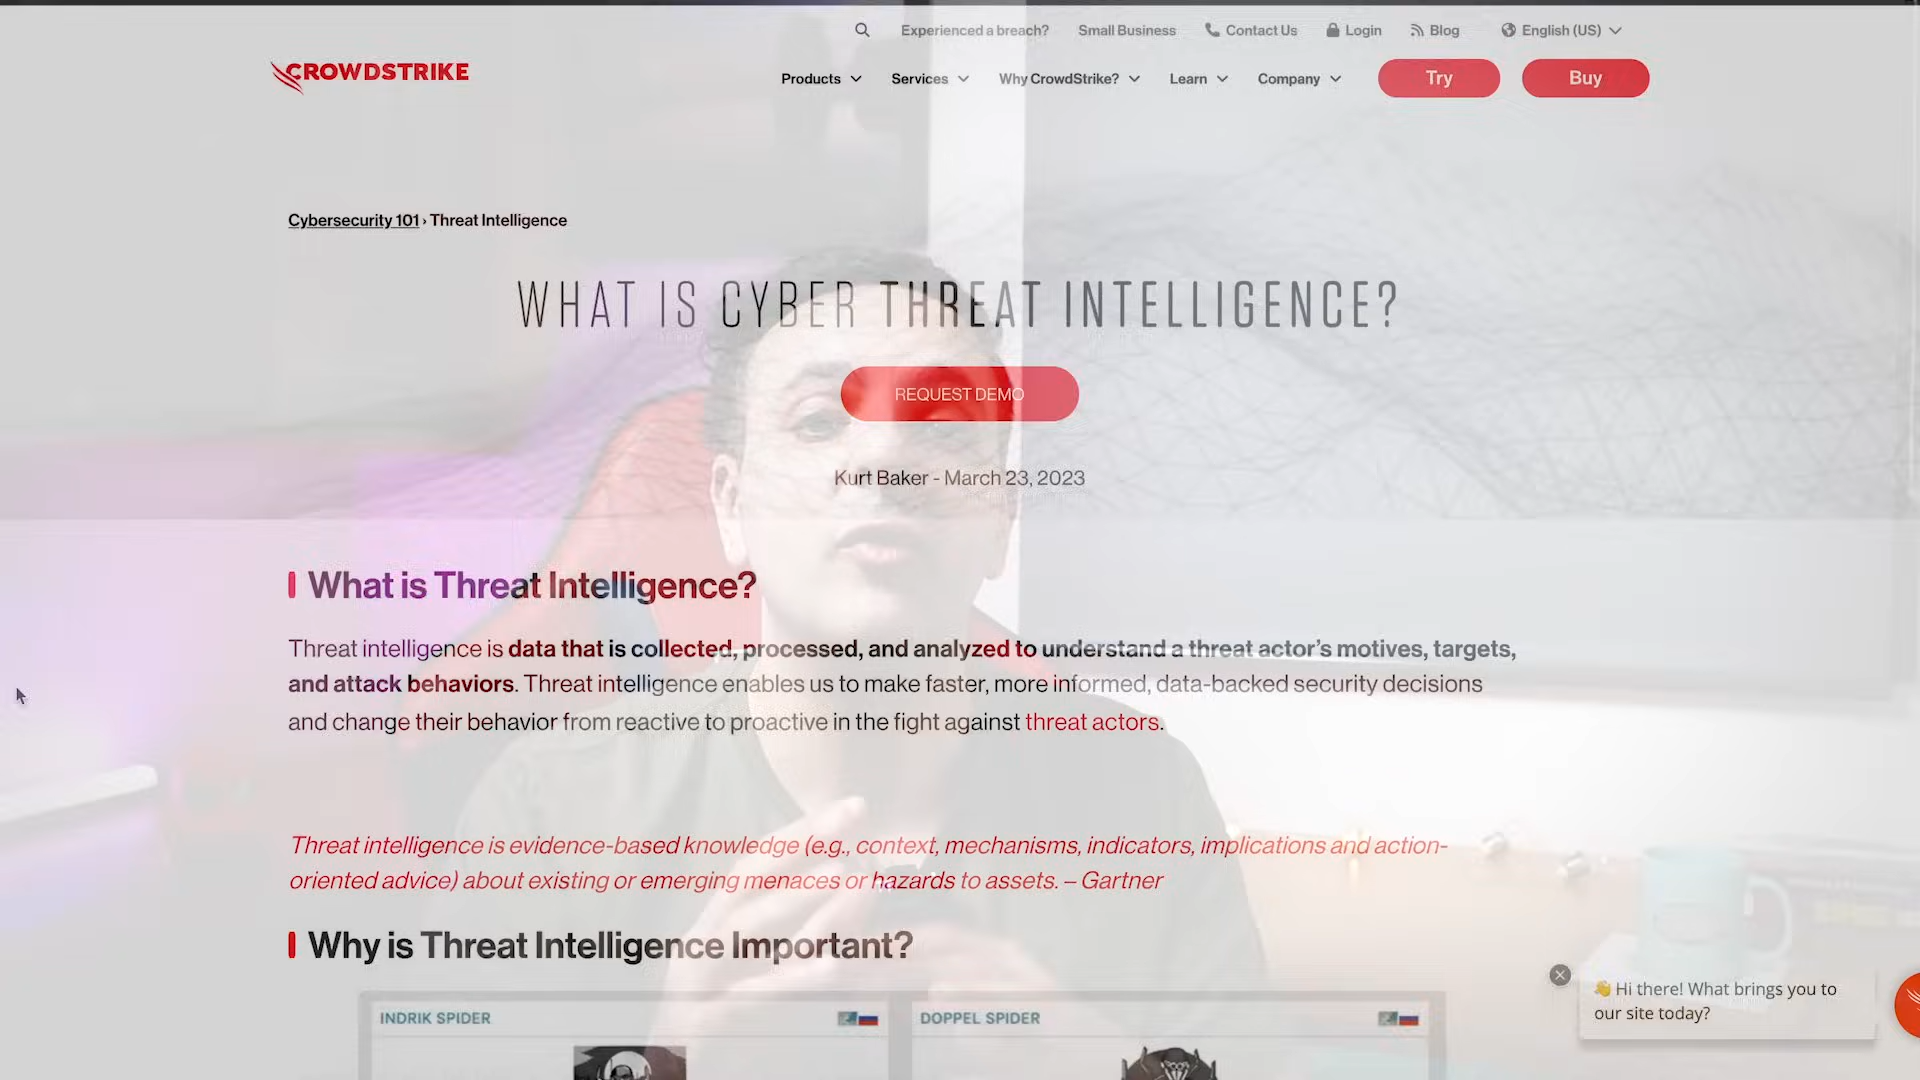 Experienced a breach? Small Business Contact Us Login Blog English (US)
CROWDSTRIKE
Products Services Why CrowdStrike? Learn Company Try Buy
Cybersecurity 101 › Threat Intelligence
WHAT IS CYBER THREAT INTELLIGENCE?
REQUEST DEMO
Kurt Baker - March 23, 2023
What is Threat Intelligence?
Threat intelligence is data that is collected, processed, and analyzed to understand a threat actor's motives, targets,
and attack behaviors. Threat intelligence enables us to make faster, more informed, data-backed security decisions
and change their behavior from reactive to proactive in the fight against threat actors.
Threat intelligence is evidence-based knowledge (e.g., context, mechanisms, indicators, implications and action-
oriented advice) about existing or emerging menaces or hazards to assets. – Gartner
Why is Threat Intelligence Important?
INDRIK SPIDER
DOPPEL SPIDER
👋 Hi there! What brings you to
our site today?